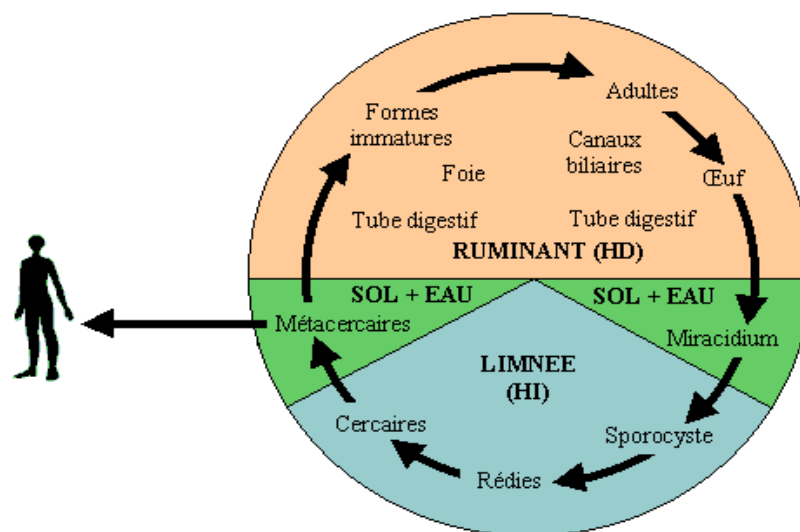 Adultes
Formes
immatures
Canaux
biliaires
Foie
Œuf
Tube digestif
Tube digestif
RUMINANT (HD)
SOL + EAU
SOL + EAU
Métacercaires
Miracidium
LIMNEE
(HI)
Cercaires
Sporocyste
Rédies